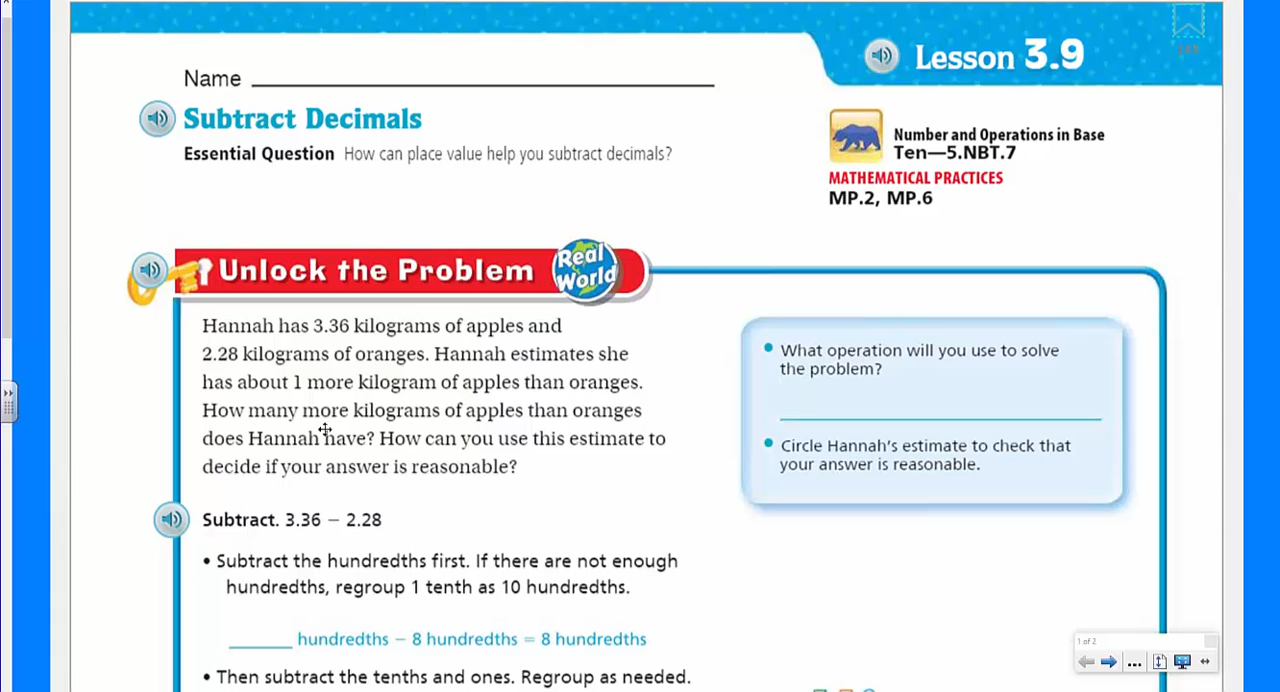 Lesson 3.9
Name
Subtract Decimals
Essential Question How can place value help you subtract decimals?
Number and Operations in Base
Ten—5.NBT.7
MATHEMATICAL PRACTICES
MP.2, MP.6
Unlock the Problem
Real
World
Hannah has 3.36 kilograms of apples and
2.28 kilograms of oranges. Hannah estimates she
has about 1 more kilogram of apples than oranges.
How many more kilograms of apples than oranges
does Hannah have? How can you use this estimate to
decide if your answer is reasonable?
• What operation will you use to solve
the problem?
• Circle Hannah's estimate to check that
your answer is reasonable.
Subtract. 3.36 − 2.28
• Subtract the hundredths first. If there are not enough
hundredths, regroup 1 tenth as 10 hundredths.
______ hundredths − 8 hundredths = 8 hundredths
• Then subtract the tenths and ones. Regroup as needed.
1 of 2